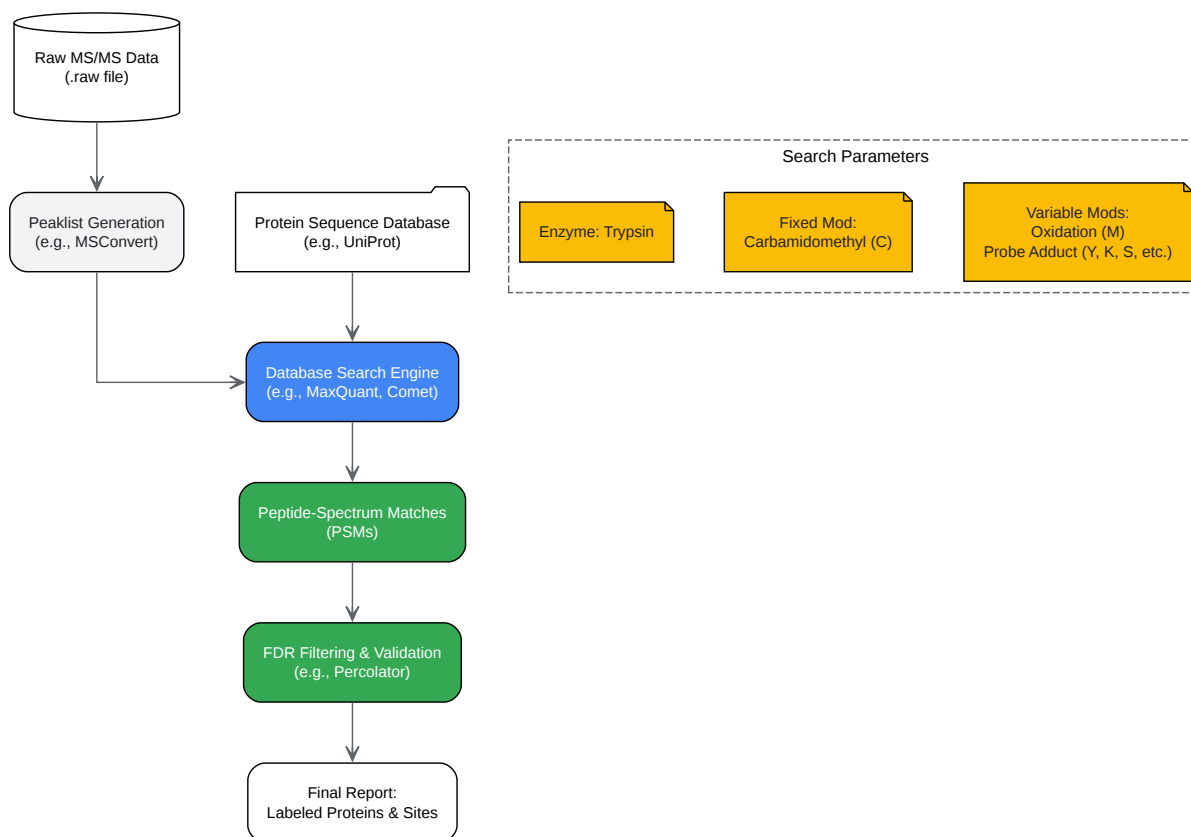 Raw MS/MS Data
(.raw file)
Search Parameters
Peaklist Generation
(e.g., MSConvert)
Protein Sequence Database
(e.g., UniProt)
Enzyme: Trypsin
Fixed Mod:
Carbamidomethyl (C)
Variable Mods:
Oxidation (M)
Probe Adduct (Y, K, S, etc.)
Database Search Engine
(e.g., MaxQuant, Comet)
Peptide-Spectrum Matches
(PSMs)
FDR Filtering & Validation
(e.g., Percolator)
Final Report:
Labeled Proteins & Sites